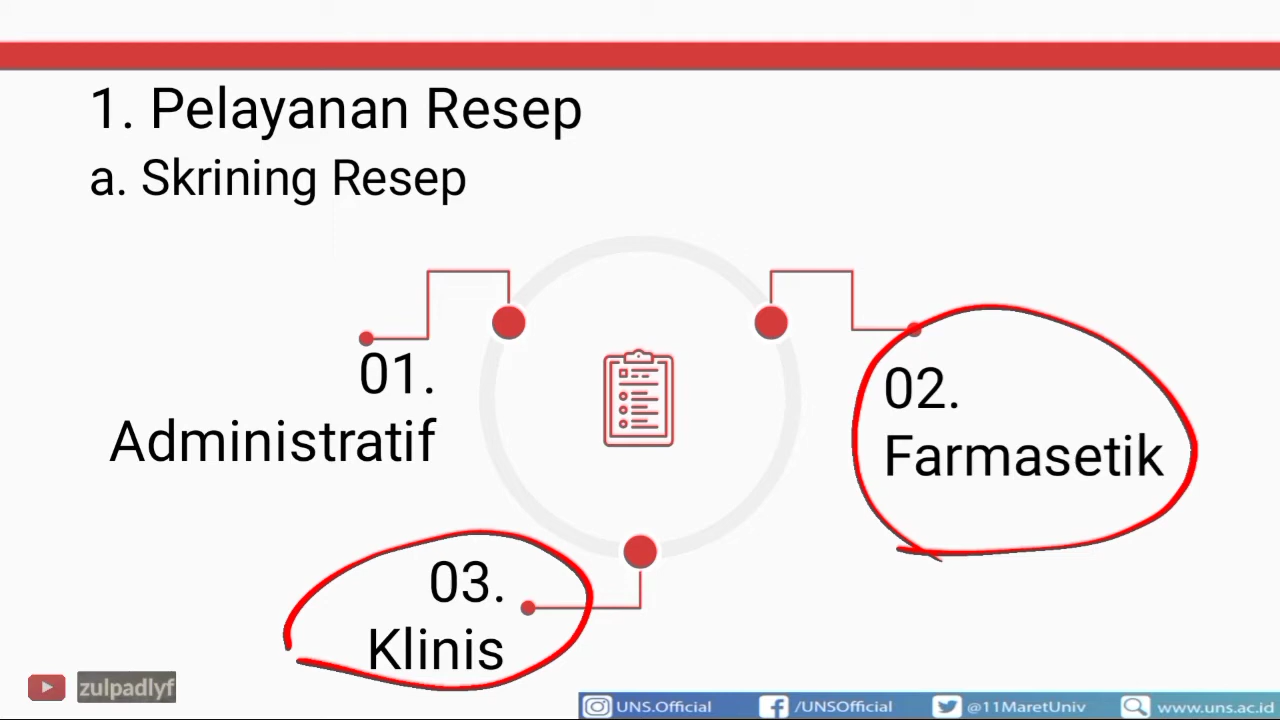 1. Pelayanan Resep
a. Skrining Resep
01.
Administratif
02.
Farmasetik
03.
Klinis
zulpadlyf
UNS.Official
/UNSOfficial
@11MaretUniv
www.uns.ac.id